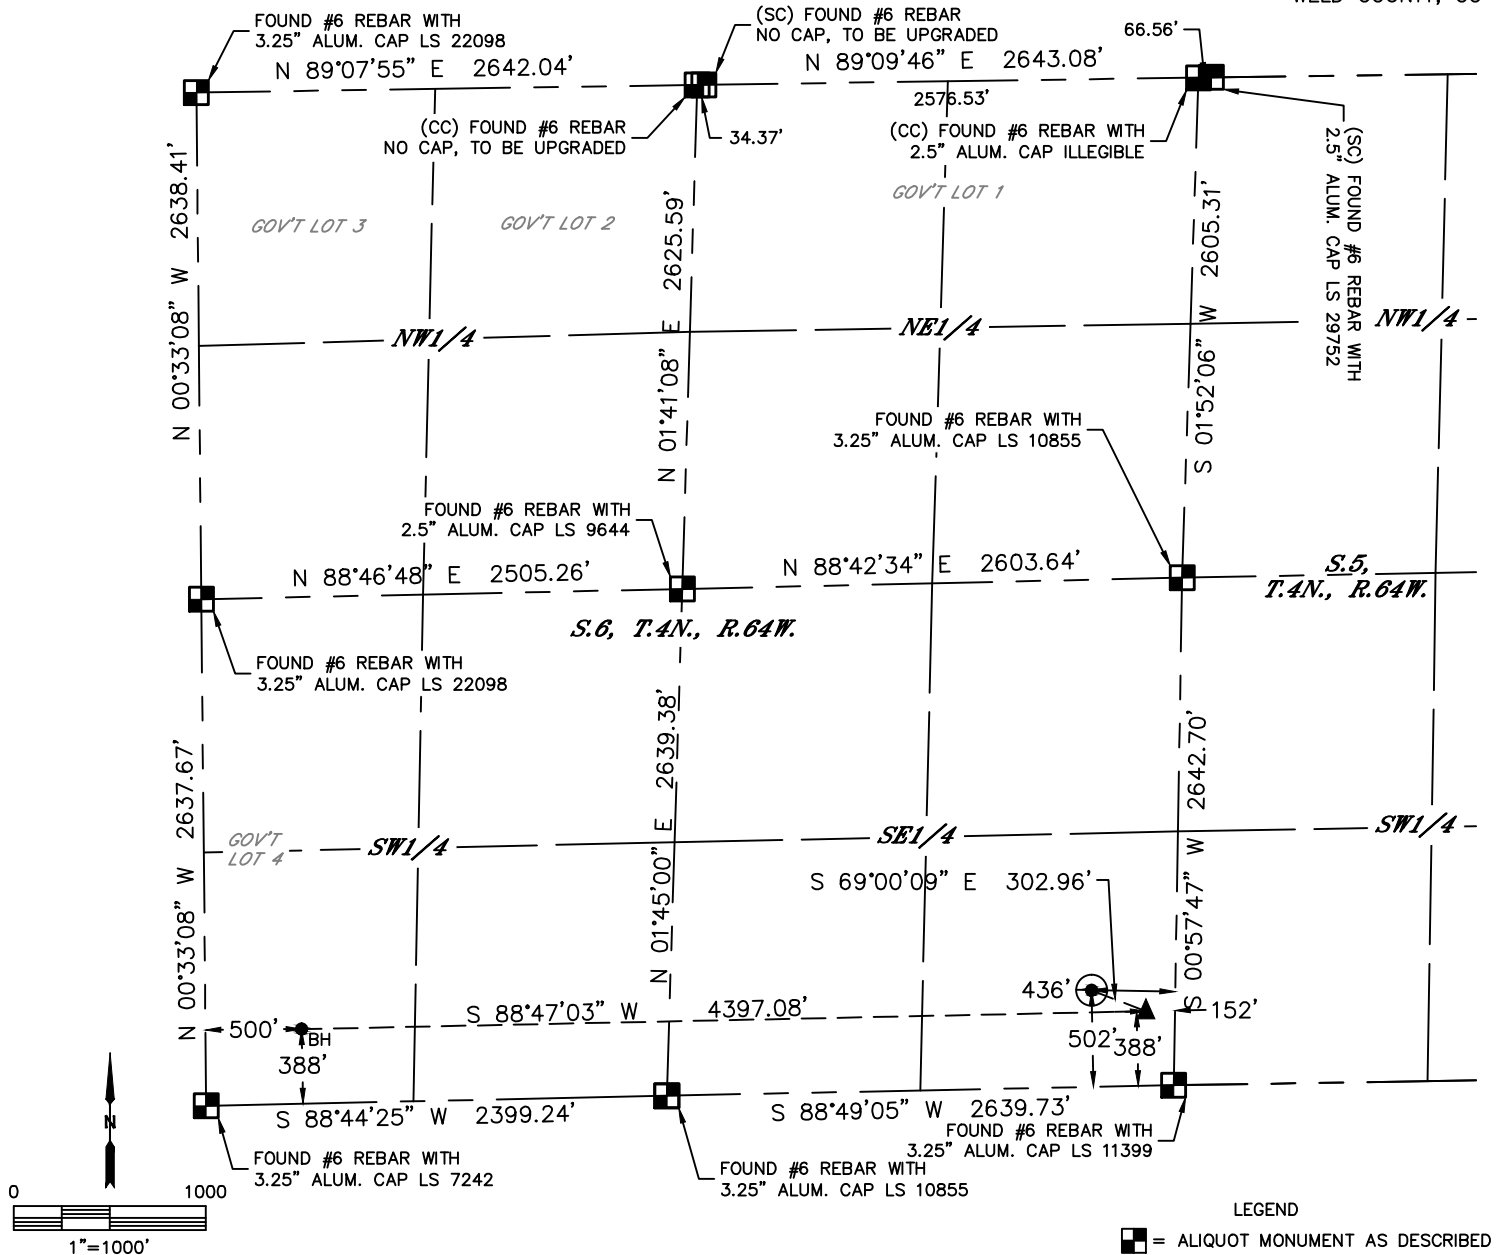 FOUND #6 REBAR WITH
3.25" ALUM. CAP LS 22098
(SC) FOUND #6 REBAR
NO CAP, TO BE UPGRADED
66.56'
N 89°07'55" E 2642.04'
N 89°09'46" E 2643.08'
2576.53'
(CC) FOUND #6 REBAR
NO CAP, TO BE UPGRADED
34.37'
(CC) FOUND #6 REBAR WITH
2.5" ALUM. CAP ILLEGIBLE
(SC) FOUND #6 REBAR WITH
2.5" ALUM. CAP LS 29752
N 00°33'08" W 2638.41'
GOV'T LOT 3
GOV'T LOT 2
GOV'T LOT 1
N 01°41'08" E 2625.59'
S 01°52'06" W 2605.31'
NW1/4
NE1/4
NW1/4
FOUND #6 REBAR WITH
3.25" ALUM. CAP LS 10855
FOUND #6 REBAR WITH
2.5" ALUM. CAP LS 9644
N 88°46'48" E 2505.26'
N 88°42'34" E 2603.64'
S.5,
T.4N., R.64W.
S.6, T.4N., R.64W.
FOUND #6 REBAR WITH
3.25" ALUM. CAP LS 22098
N 00°33'08" W 2637.67'
N 01°45'00" E 2639.38'
S 00°57'47" W 2642.70'
GOV'T
LOT 4
SW1/4
SE1/4
SW1/4
S 69°00'09" E 302.96'
436'
S 88°47'03" W 4397.08'
152'
500'
BH
388'
502'
388'
S 88°44'25" W 2399.24'
S 88°49'05" W 2639.73'
FOUND #6 REBAR WITH
3.25" ALUM. CAP LS 11399
FOUND #6 REBAR WITH
3.25" ALUM. CAP LS 7242
FOUND #6 REBAR WITH
3.25" ALUM. CAP LS 10855
N
0 1000
1"=1000'
LEGEND
= ALIQUOT MONUMENT AS DESCRIBED